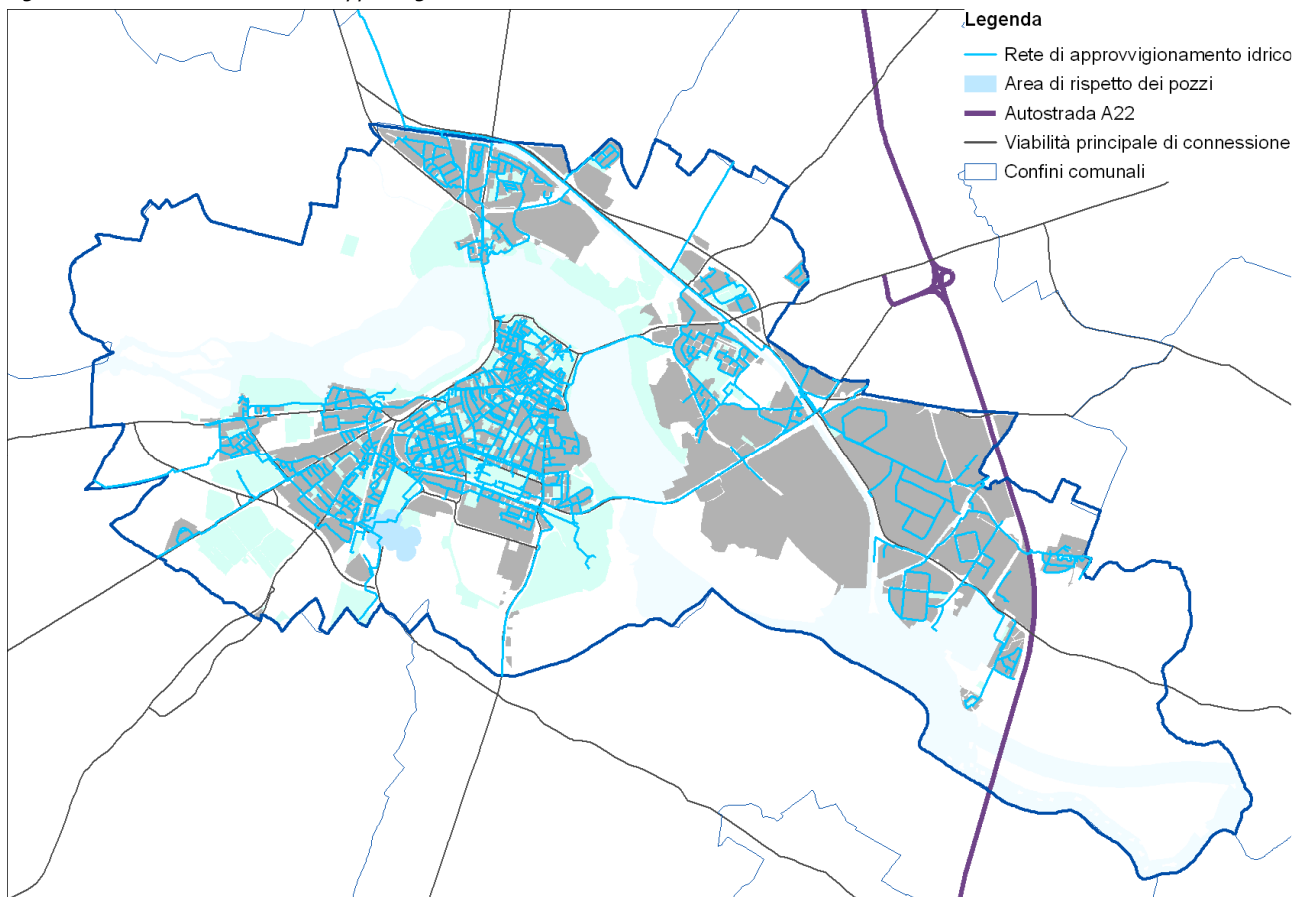 Legenda
Rete di approvvigionamento idrico
Area di rispetto dei pozzi
Autostrada A22
Viabilità principale di connessione
Confini comunali